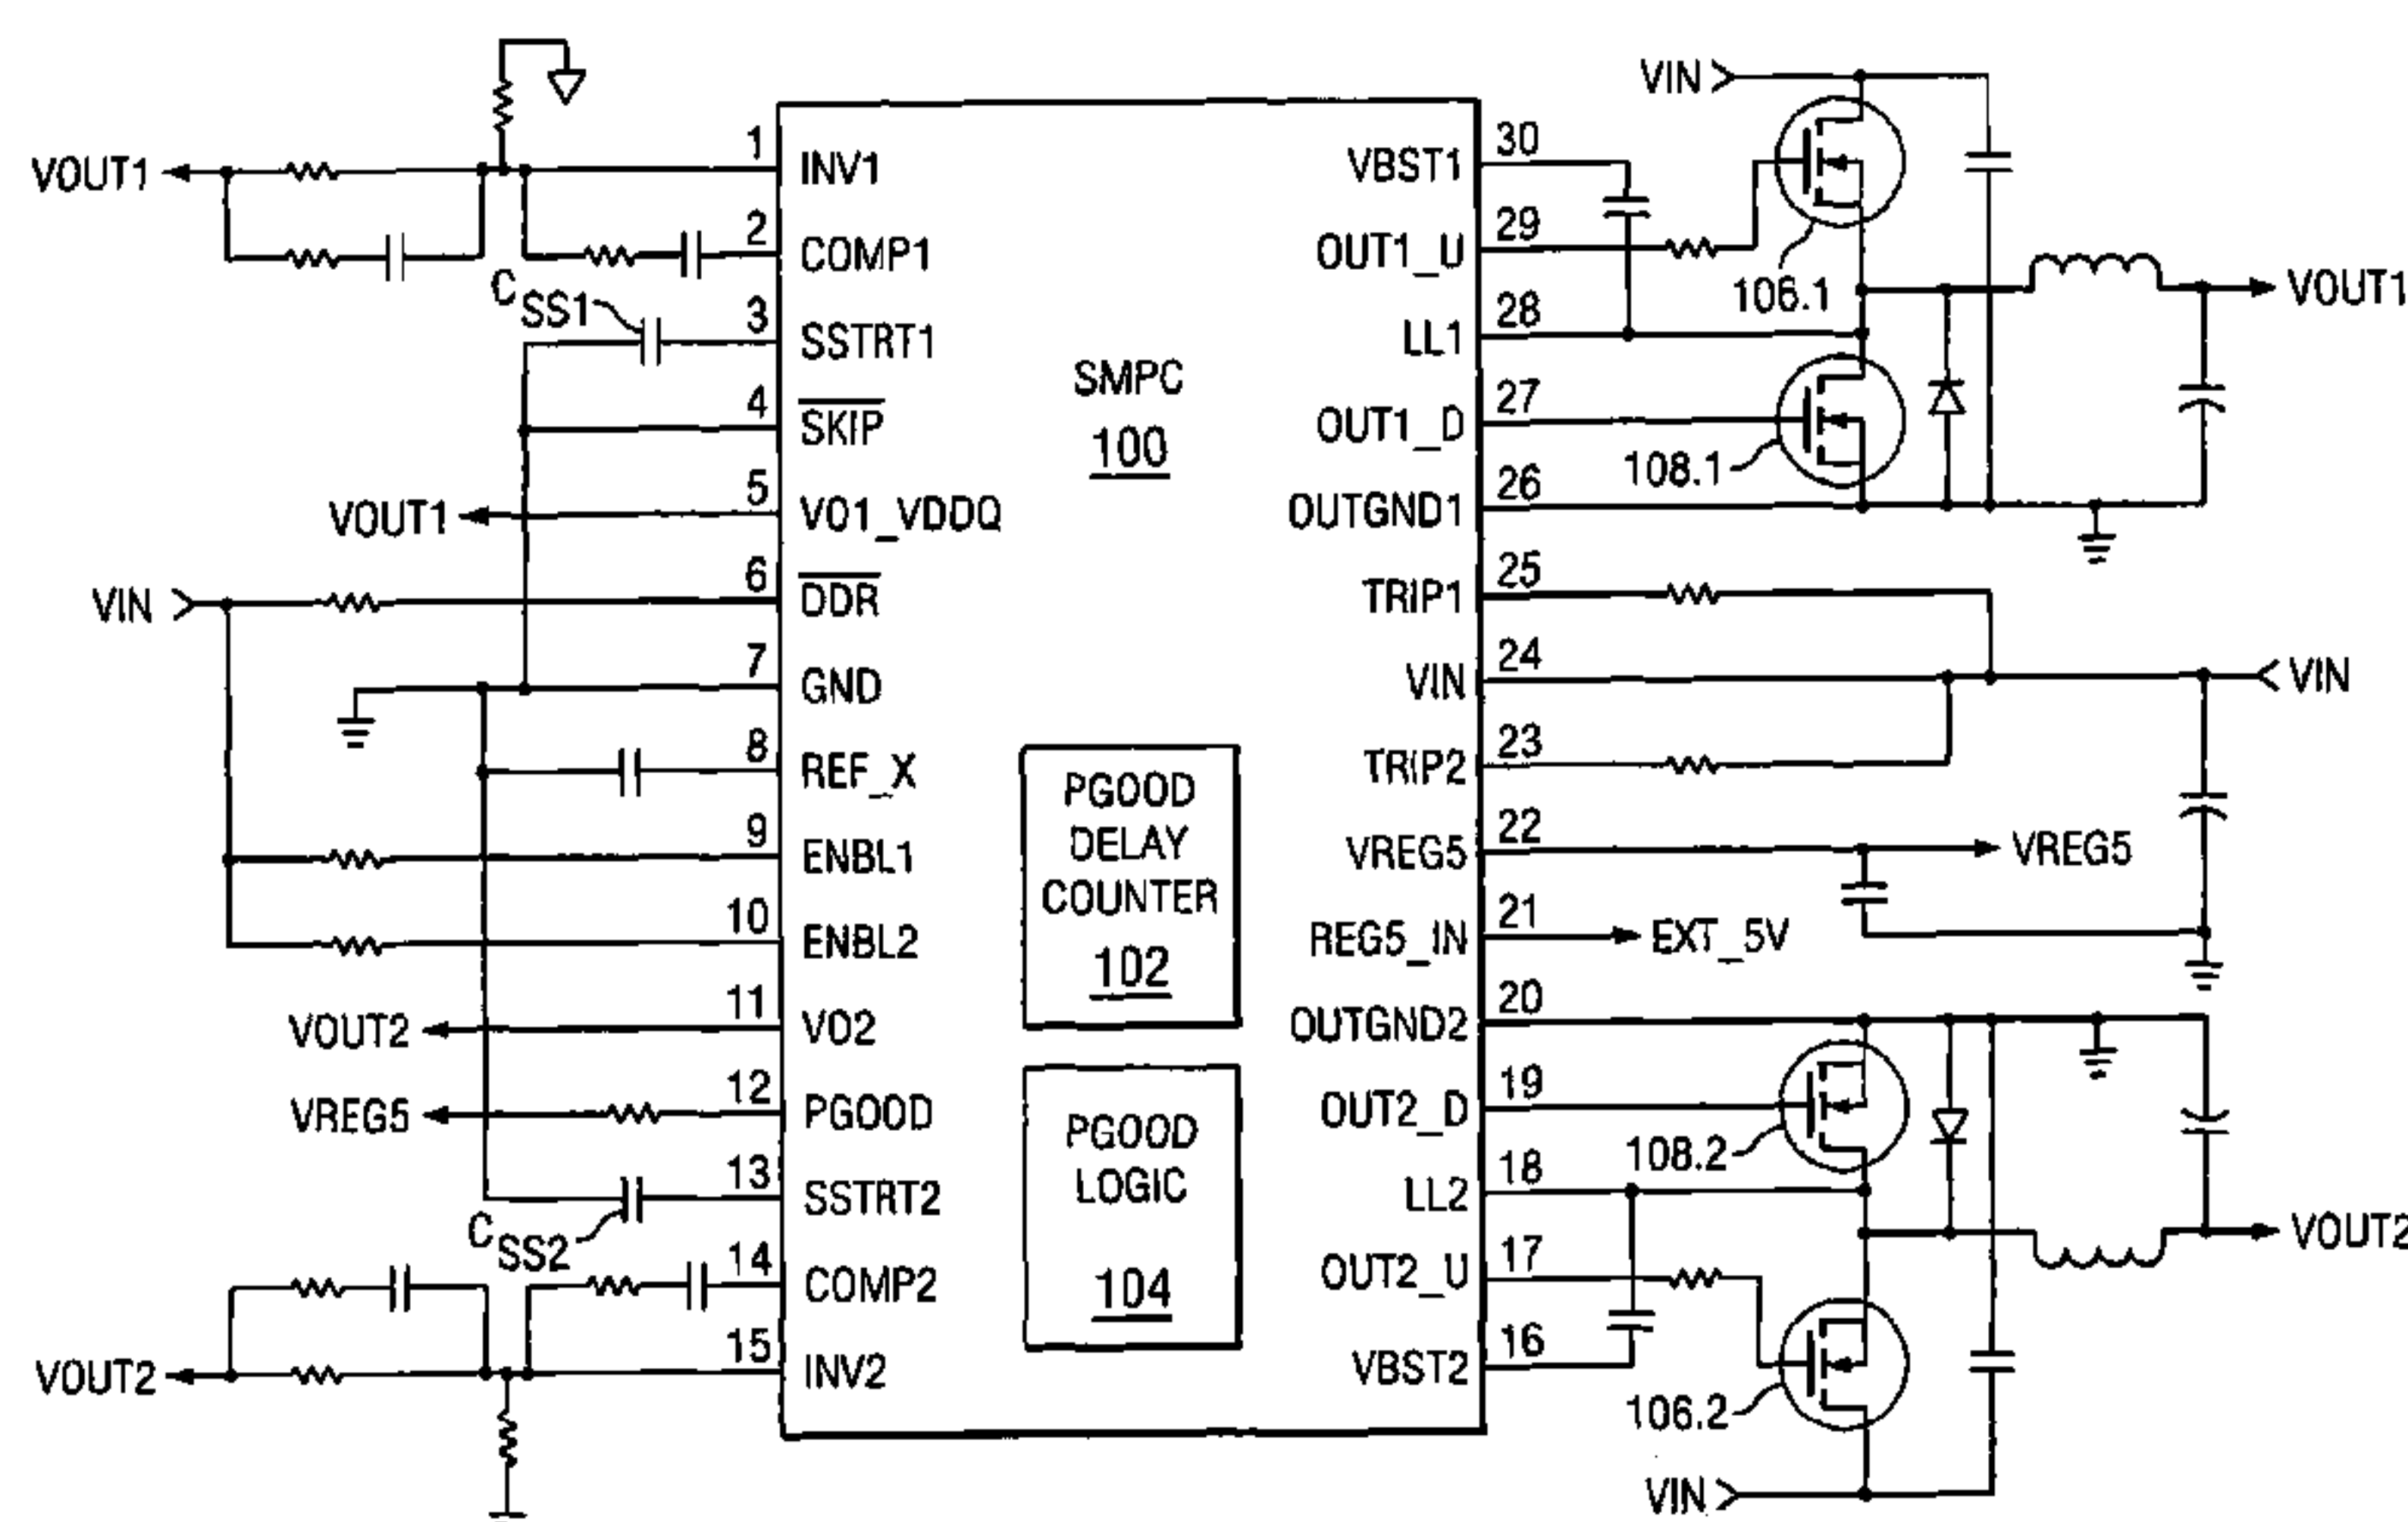 VOUT1
1 INV1
2 COMP1
C SS1
3 SSTRT1
4 SKIP
VOUT1 5 VO1_VDDQ
VIN 6 DDR
7 GND
8 REF_X
9 ENBL1
10 ENBL2
VOUT2 11 VO2
VREG5 12 PGOOD
13 SSTRT2
C SS2
14 COMP2
VOUT2 15 INV2
SMPC
100
PGOOD
DELAY
COUNTER
102
PGOOD
LOGIC
104
VIN
VBST1 30
OUT1_U 29
106.1
VOUT1
LL1 28
OUT1_D 27
108.1
OUTGND1 26
TRIP1 25
VIN 24 VIN
TRIP2 23
VREG5 22 VREG5
REG5_IN 21 EXT_5V
OUTGND2 20
OUT2_D 19
108.2
LL2 18
VOUT2
OUT2_U 17
VBST2 16
106.2
VIN